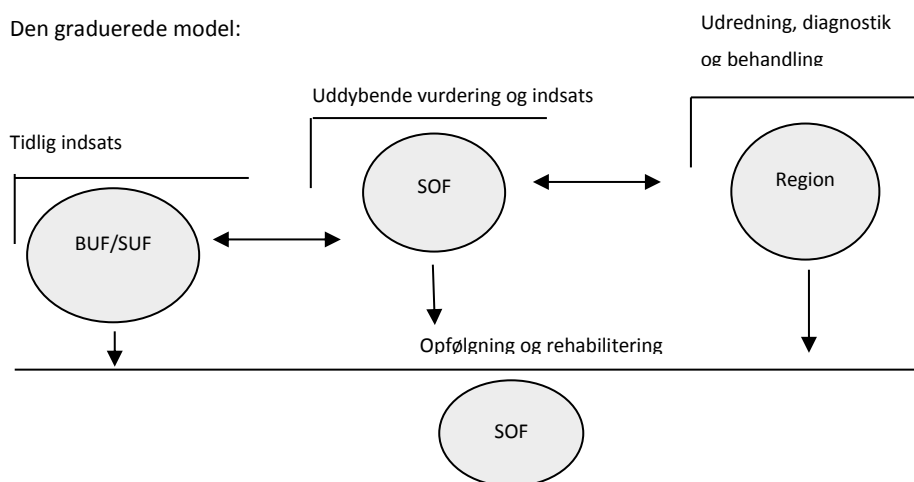 Den graduerede model:
Udredning, diagnostik
og behandling
Uddybende vurdering og indsats
Tidlig indsats
SOF
Region
BUF/SUF
Opfølgning og rehabilitering
SOF